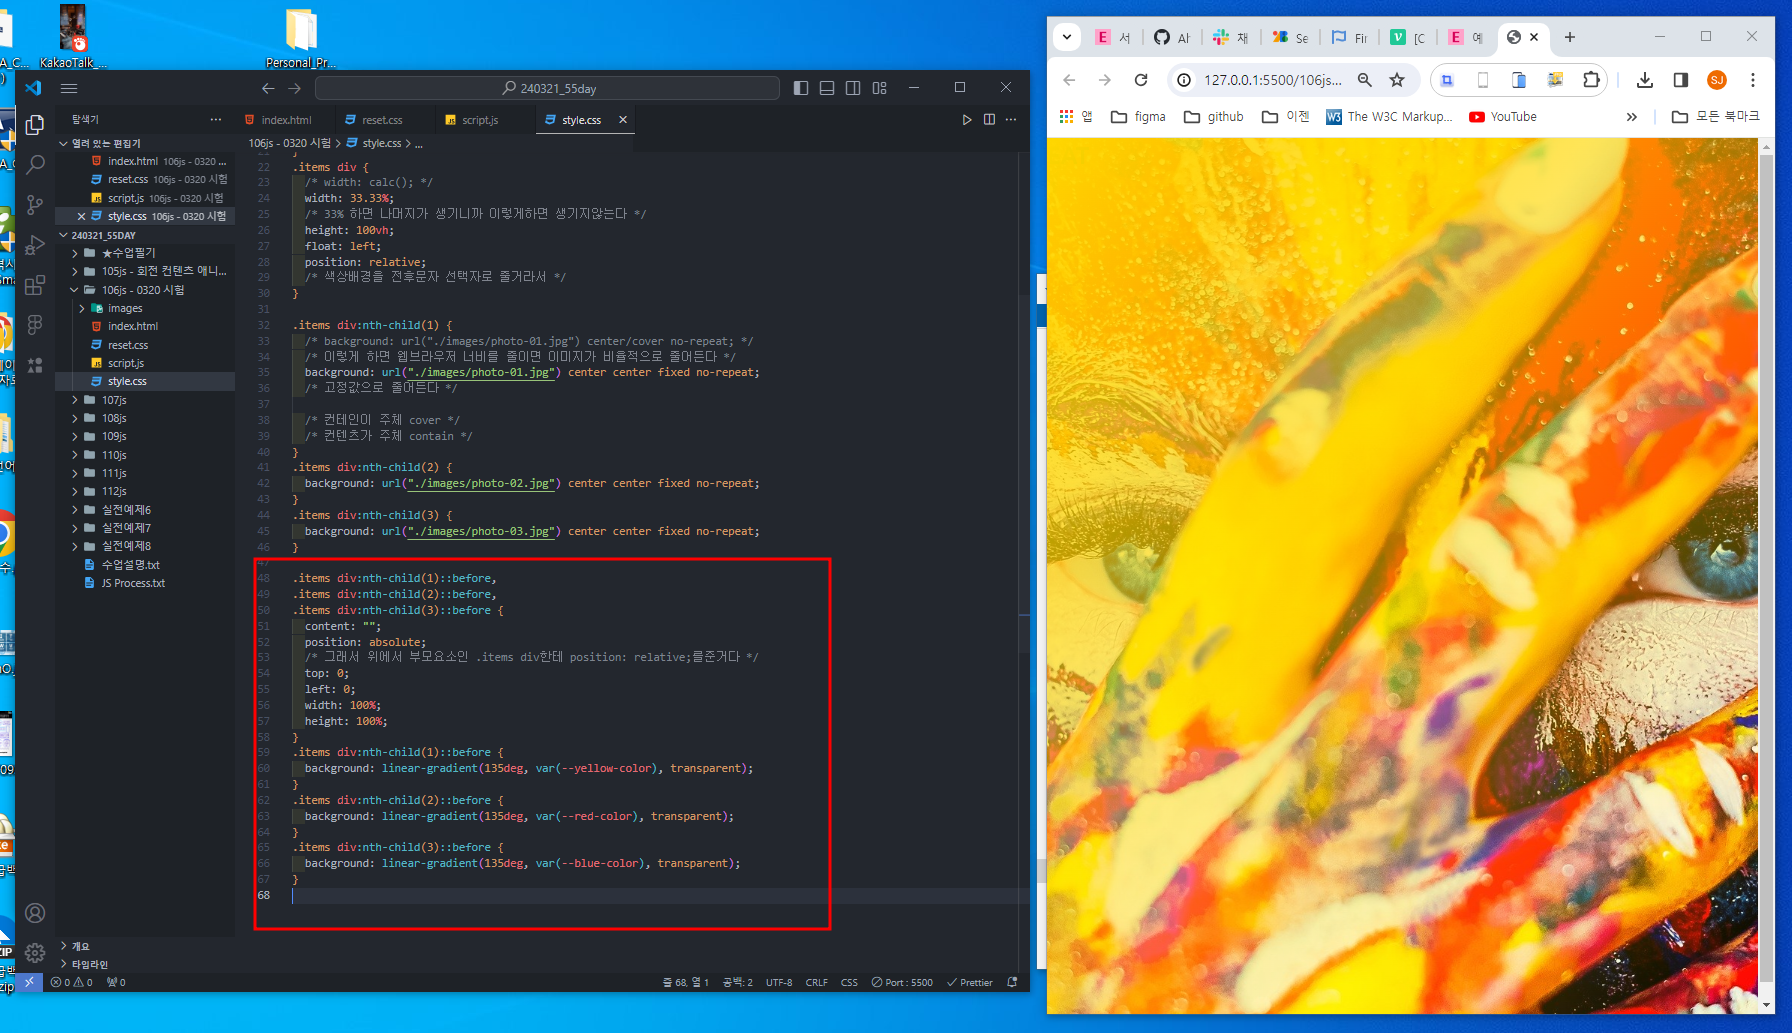 KakaoTalk_...
Personal_Pr...
240321_55day
탐색기
index.html
reset.css
script.js
style.css
열려 있는 편집기
index.html 106js - 0320 ...
reset.css 106js - 0320 시험
script.js 106js - 0320 시험
style.css 106js - 0320 시험
240321_55DAY
★수업필기
105js - 회전 컨텐츠 애니...
106js - 0320 시험
images
index.html
reset.css
script.js
style.css
107js
108js
109js
110js
111js
112js
실전예제6
실전예제7
실전예제8
수업설명.txt
JS Process.txt
개요
타임라인
106js - 0320 시험 > style.css > ...
22 .items div {
23 /* width: calc(); */
24 width: 33.33%;
25 /* 33% 하면 나머지가 생기니까 이렇게하면 생기지않는다 */
26 height: 100vh;
27 float: left;
28 position: relative;
29 /* 색상배경을 전후문자 선택자로 줄거라서 */
30 }
31
32 .items div:nth-child(1) {
33 /* background: url("./images/photo-01.jpg") center/cover no-repeat; */
34 /* 이렇게 하면 웹브라우저 너비를 줄이면 이미지가 비율적으로 줄어든다 */
35 background: url("./images/photo-01.jpg") center center fixed no-repeat;
36 /* 고정값으로 줄어든다 */
37
38 /* 컨테인이 주체 cover */
39 /* 컨텐츠가 주체 contain */
40 }
41 .items div:nth-child(2) {
42 background: url("./images/photo-02.jpg") center center fixed no-repeat;
43 }
44 .items div:nth-child(3) {
45 background: url("./images/photo-03.jpg") center center fixed no-repeat;
46 }
47
48 .items div:nth-child(1)::before,
49 .items div:nth-child(2)::before,
50 .items div:nth-child(3)::before {
51 content: "";
52 position: absolute;
53 /* 그래서 위에서 부모요소인 .items div한테 position: relative;를준거다 */
54 top: 0;
55 left: 0;
56 width: 100%;
57 height: 100%;
58 }
59 .items div:nth-child(1)::before {
60 background: linear-gradient(135deg, var(--yellow-color), transparent);
61 }
62 .items div:nth-child(2)::before {
63 background: linear-gradient(135deg, var(--red-color), transparent);
64 }
65 .items div:nth-child(3)::before {
66 background: linear-gradient(135deg, var(--blue-color), transparent);
67 }
68
0 0 0
줄 68, 열 1 공백: 2 UTF-8 CRLF CSS Port : 5500 Prettier
E 서
채
Se
Fir
[C
E 예
127.0.0.1:5500/106js...
SJ
앱 figma github 이젠 The W3C Markup... YouTube » 모든 북마크